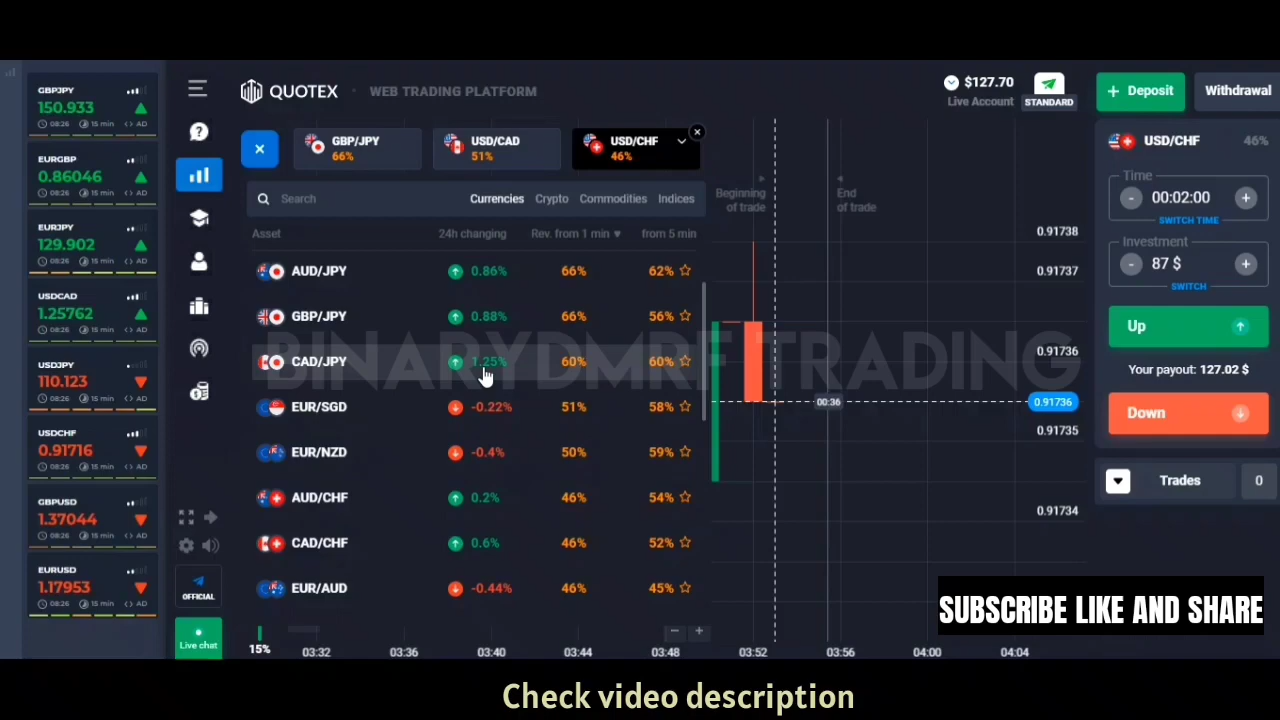 GBPJPY
150.933
08:26 15 min <> AD
EURGBP
0.86046
08:26 15 min <> AD
EURJPY
129.902
08:26 15 min <> AD
USDCAD
1.25762
08:26 15 min <> AD
USDJPY
110.123
08:26 15 min <> AD
USDCHF
0.91716
08:26 15 min <> AD
GBPUSD
1.37044
08:26 15 min <> AD
EURUSD
1.17953
08:26 15 min <> AD
OFFICIAL
Live chat
QUOTEX · WEB TRADING PLATFORM
$127.70
Live Account
STANDARD
+ Deposit
Withdrawal
GBP/JPY
66%
USD/CAD
51%
USD/CHF
46%
Search Currencies Crypto Commodities Indices
Asset 24h changing Rev. from 1 min ▼ from 5 min
AUD/JPY 0.86% 66% 62%
GBP/JPY 0.88% 66% 56%
CAD/JPY 1.25% 60% 60%
EUR/SGD -0.22% 51% 58%
EUR/NZD -0.4% 50% 59%
AUD/CHF 0.2% 46% 54%
CAD/CHF 0.6% 46% 52%
EUR/AUD -0.44% 46% 45%
BINARYDMRF TRADING
Beginning
of trade
End
of trade
00:36
0.91738
0.91737
0.91736
0.91736
0.91735
0.91734
15%
- +
03:32 03:36 03:40 03:44 03:48 03:52 03:56 04:00 04:04
USD/CHF 46%
Time
- 00:02:00 +
SWITCH TIME
Investment
- 87 $ +
SWITCH
Up
Your payout: 127.02 $
Down
Trades 0
SUBSCRIBE LIKE AND SHARE
Check video description